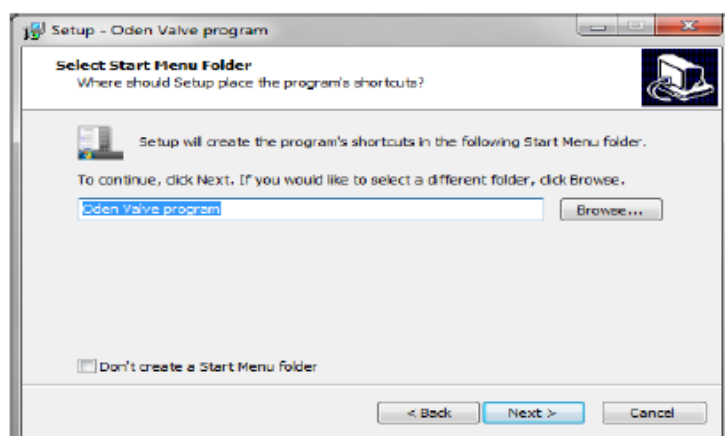 Setup - Oden Valve program
Select Start Menu Folder
Where should Setup place the program's shortcuts?
Setup will create the program's shortcuts in the following Start Menu folder.
To continue, click Next. If you would like to select a different folder, click Browse.
Oden Valve program
Browse...
Don't create a Start Menu folder
< Back
Next >
Cancel